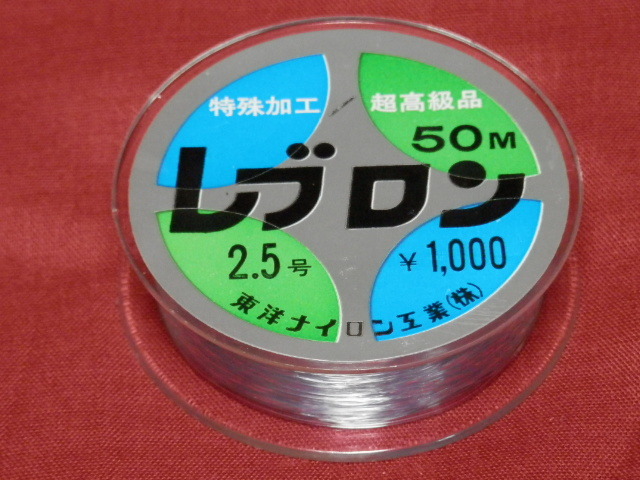 特殊加工
超高級品
50M
レブロン
2.5号
¥1,000
東洋ナイロン工業(株)